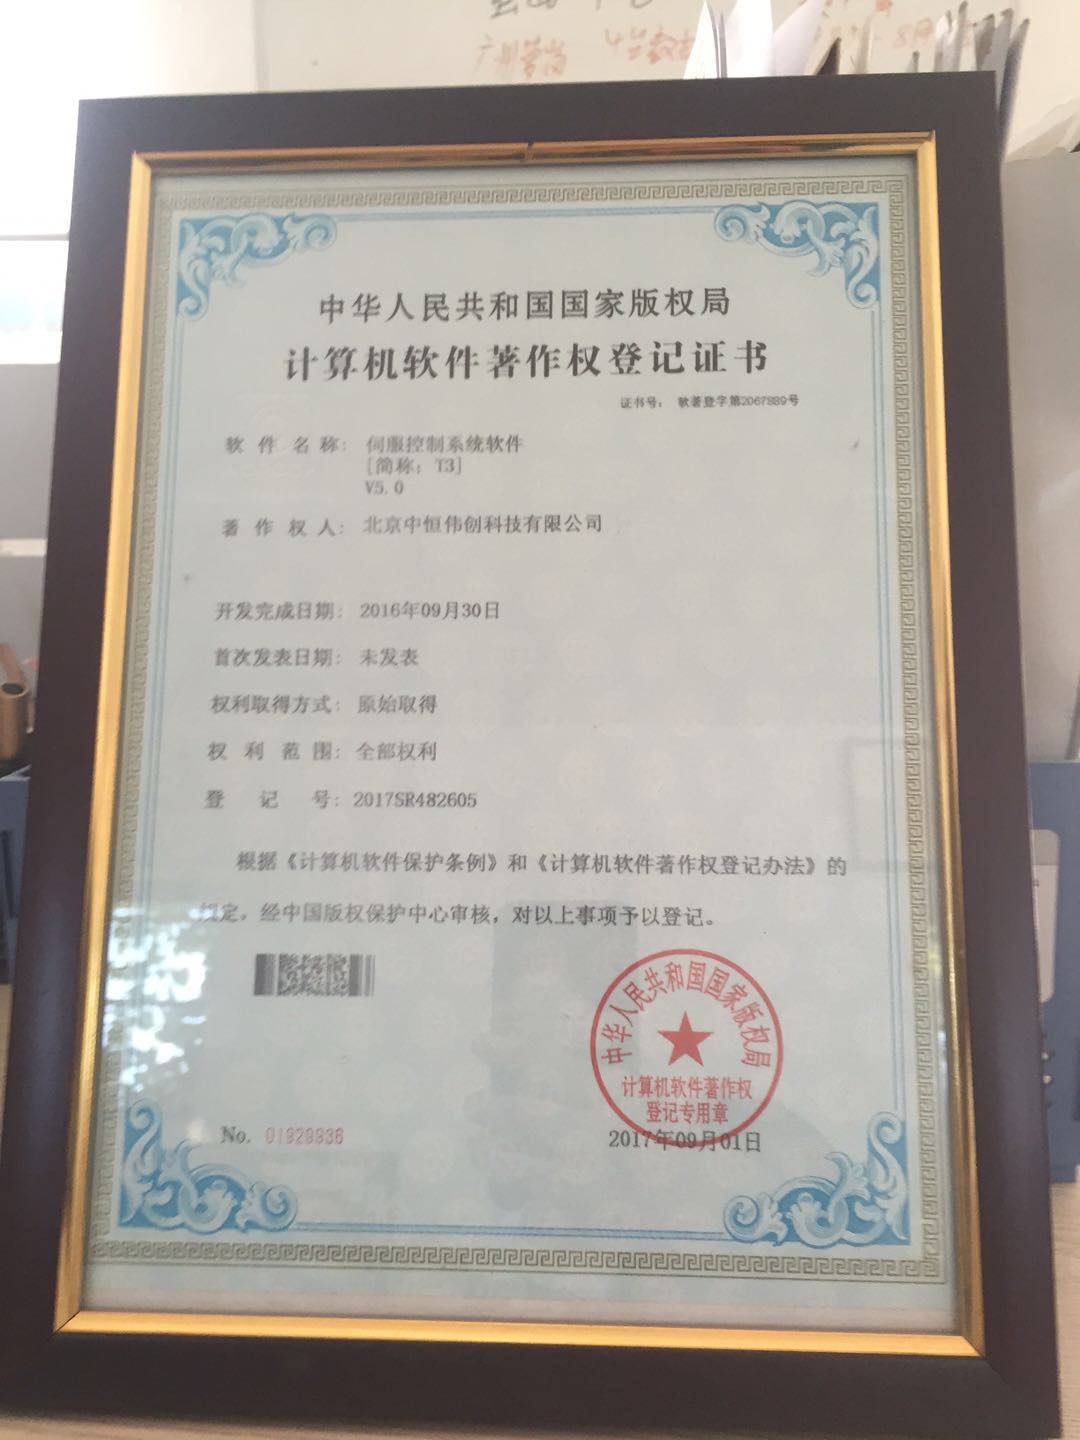 中华人民共和国国家版权局
计算机软件著作权登记证书
证书号： 软著登字第2067889号
软件名称： 伺服控制系统软件
[简称：T3]
V5.0
著作权人： 北京中恒伟创科技有限公司
开发完成日期： 2016年09月30日
首次发表日期： 未发表
权利取得方式： 原始取得
权利范围： 全部权利
登记号： 2017SR482605
根据《计算机软件保护条例》和《计算机软件著作权登记办法》的
规定，经中国版权保护中心审核，对以上事项予以登记。
中华人民共和国国家版权局
计算机软件著作权
登记专用章
No. 01929936
2017年09月01日